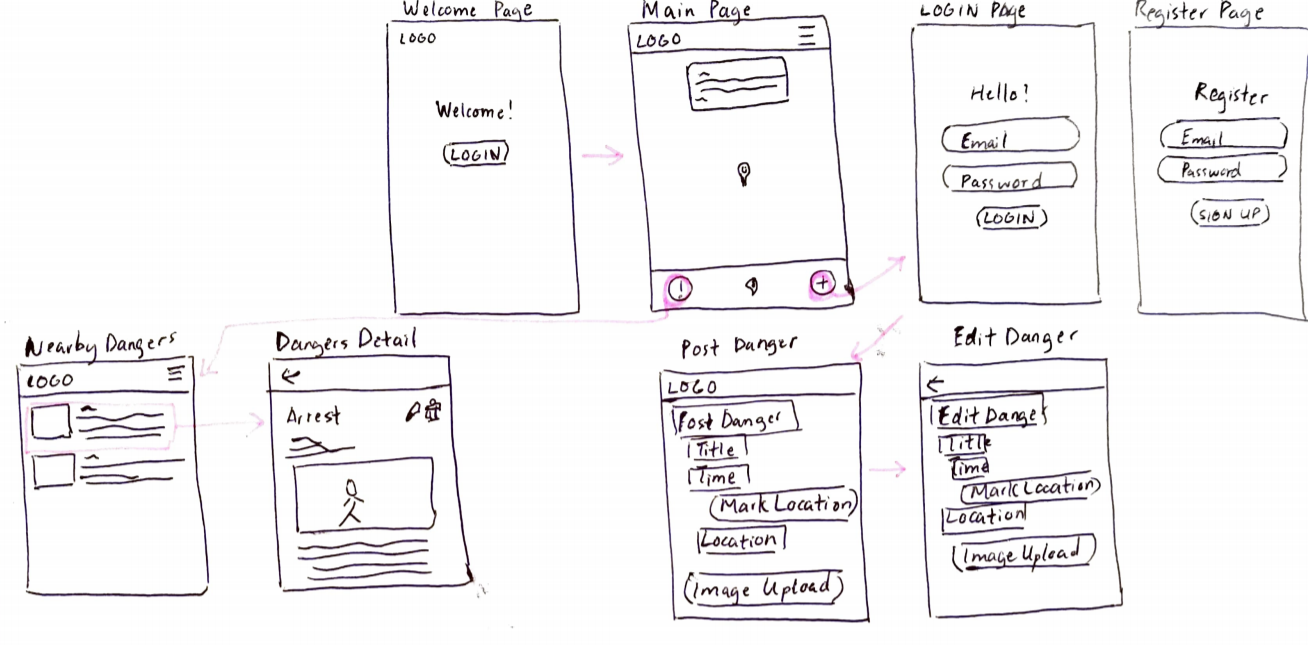 Welcome Page
LOGO
Welcome!
LOGIN
Main Page
LOGO
!
+
LOGIN Page
Hello!
Email
Password
LOGIN
Register Page
Register
Email
Password
SIGN UP
Nearby Dangers
LOGO
Dangers Detail
Arrest
Post Danger
LOGO
Post Danger
Title
Time
Mark Location
Location
Image Upload
Edit Danger
Edit Danger
Title
Time
Mark Location
Location
Image Upload